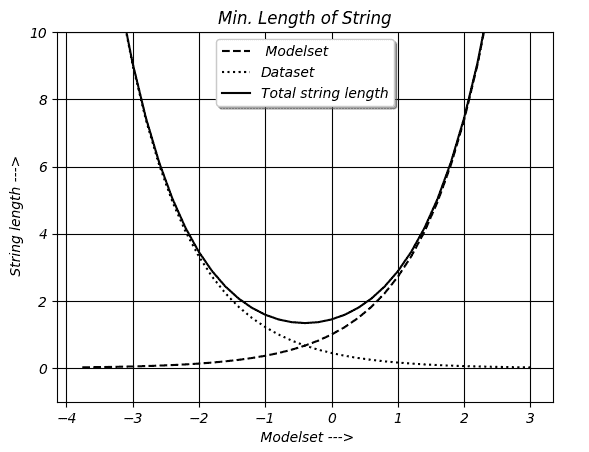 Min. Length of String
Modelset
Dataset
Total string length
String length --->
10
8
6
4
2
0
−4 −3 −2 −1 0 1 2 3
Modelset --->